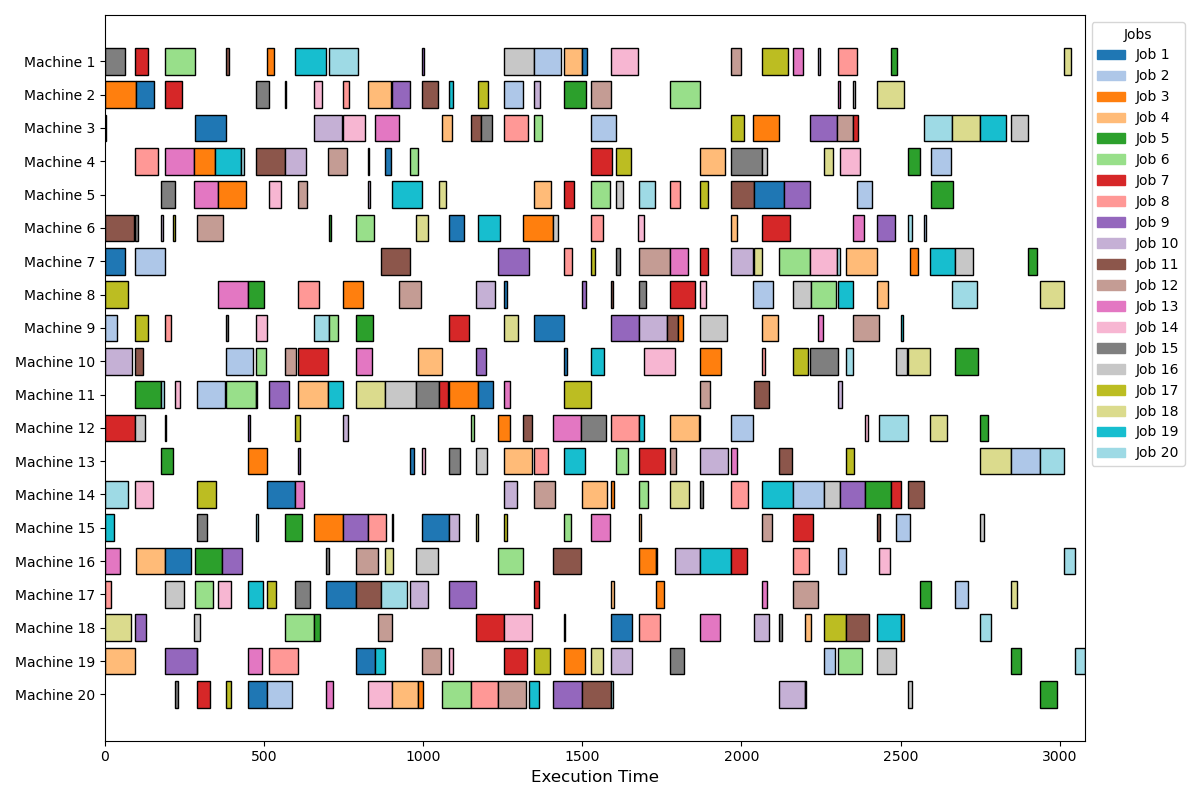 Machine 1
Machine 2
Machine 3
Machine 4
Machine 5
Machine 6
Machine 7
Machine 8
Machine 9
Machine 10
Machine 11
Machine 12
Machine 13
Machine 14
Machine 15
Machine 16
Machine 17
Machine 18
Machine 19
Machine 20
0 500 1000 1500 2000 2500 3000
Execution Time
Jobs
Job 1
Job 2
Job 3
Job 4
Job 5
Job 6
Job 7
Job 8
Job 9
Job 10
Job 11
Job 12
Job 13
Job 14
Job 15
Job 16
Job 17
Job 18
Job 19
Job 20